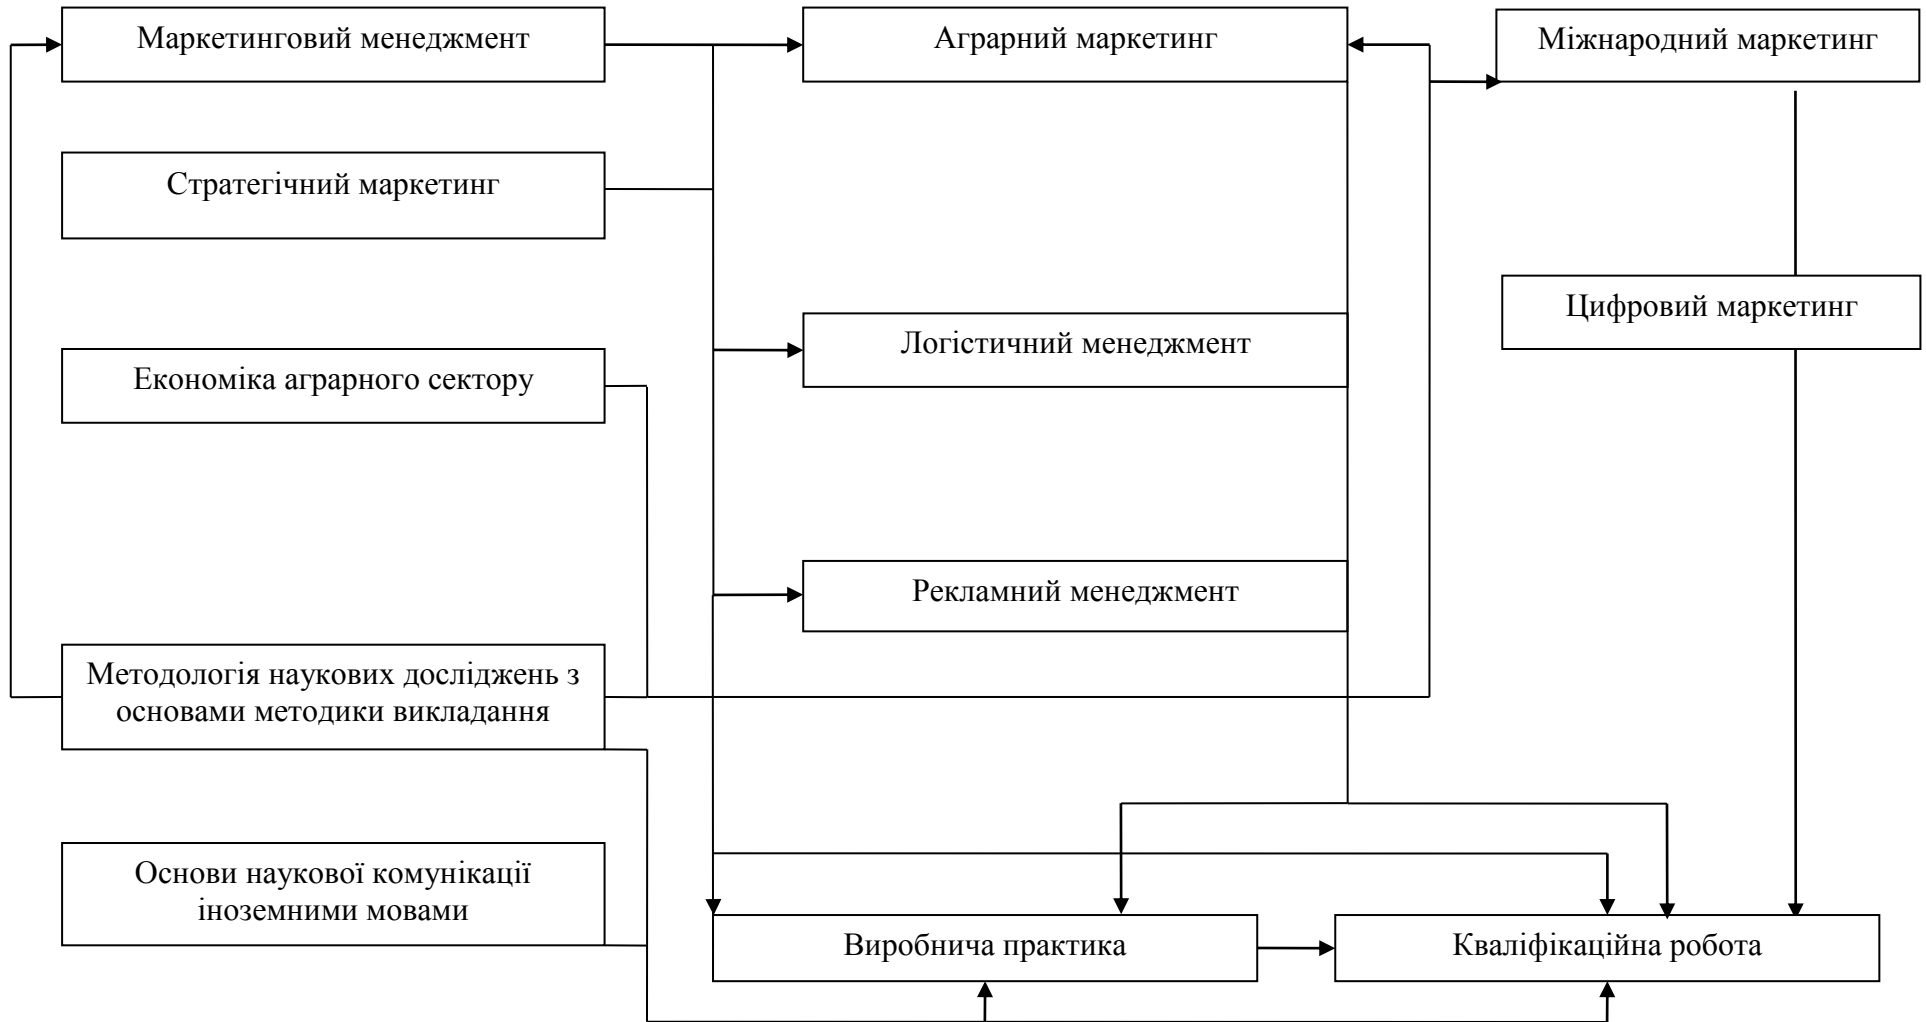 Маркетинговий менеджмент
Аграрний маркетинг
Міжнародний маркетинг
Стратегічний маркетинг
Цифровий маркетинг
Логістичний менеджмент
Економіка аграрного сектору
Рекламний менеджмент
Методологія наукових досліджень з
основами методики викладання
Основи наукової комунікації
іноземними мовами
Виробнича практика
Кваліфікаційна робота